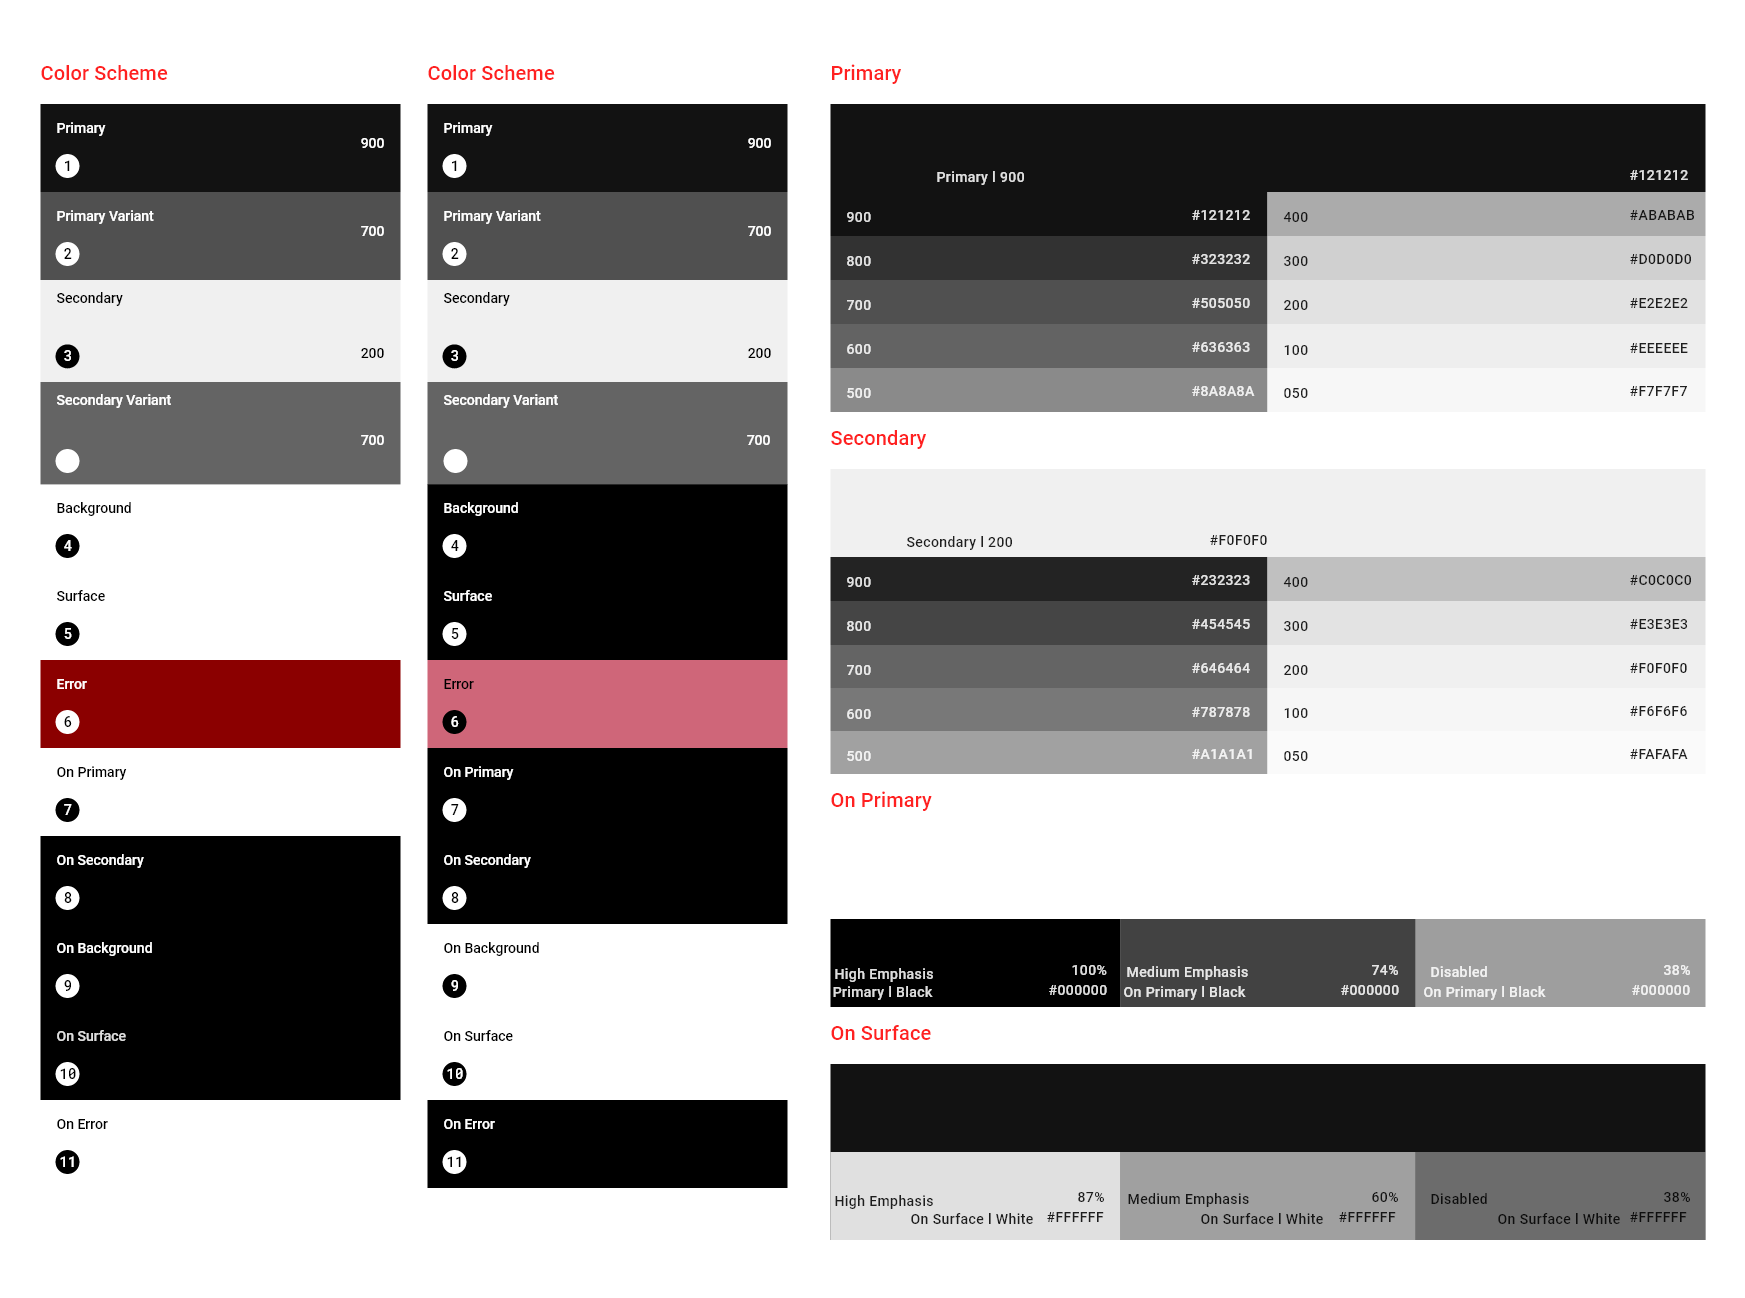 Color Scheme
Primary
900
1
Primary Variant
700
2
Secondary
3
200
Secondary Variant
700
Background
4
Surface
5
Error
6
On Primary
7
On Secondary
8
On Background
9
On Surface
10
On Error
11
Color Scheme
Primary
900
1
Primary Variant
700
2
Secondary
3
200
Secondary Variant
700
Background
4
Surface
5
Error
6
On Primary
7
On Secondary
8
On Background
9
On Surface
10
On Error
11
Primary
Primary | 900 #121212
900 #121212 400 #ABABAB
800 #323232 300 #D0D0D0
700 #505050 200 #E2E2E2
600 #636363 100 #EEEEEE
500 #8A8A8A 050 #F7F7F7
Secondary
Secondary | 200 #F0F0F0
900 #232323 400 #C0C0C0
800 #454545 300 #E3E3E3
700 #646464 200 #F0F0F0
600 #787878 100 #F6F6F6
500 #A1A1A1 050 #FAFAFA
On Primary
High Emphasis 100% Medium Emphasis 74% Disabled 38%
Primary | Black #000000 On Primary | Black #000000 On Primary | Black #000000
On Surface
High Emphasis 87% Medium Emphasis 60% Disabled 38%
On Surface | White #FFFFFF On Surface | White #FFFFFF On Surface | White #FFFFFF